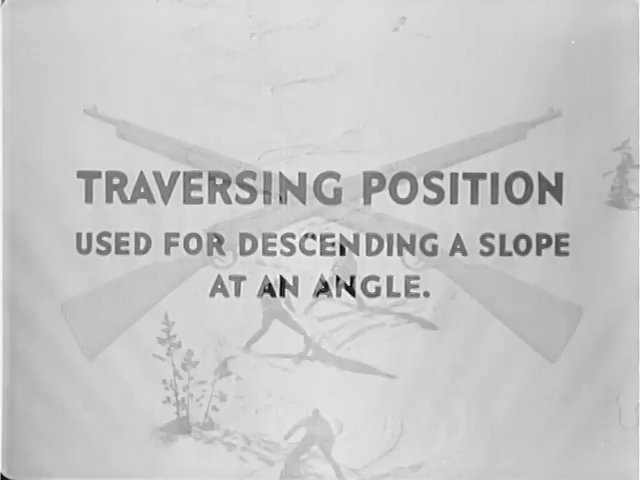 TRAVERSING POSITION
USED FOR DESCENDING A SLOPE
AT AN ANGLE.